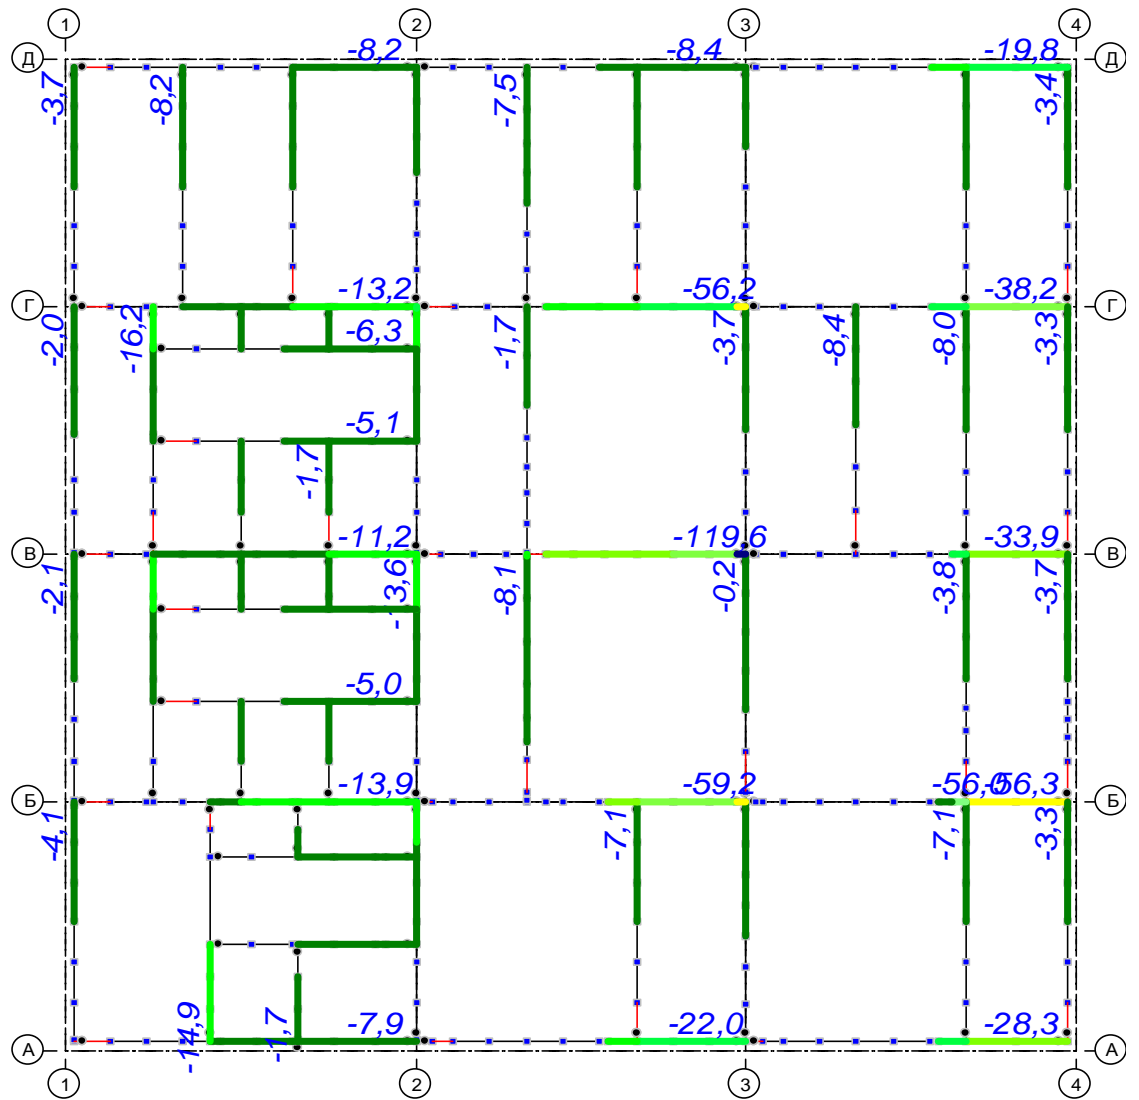 1 2 3 4
Д -8,2 -8,4 -19,8 Д
-3,7 -8,2 -7,5 -3,4
Г -13,2 -56,2 -38,2 Г
-2,0 -16,2 -6,3 -1,7 -3,7 -8,4 -8,0 -3,3
-5,1
-1,7
В -11,2 -119,6 -33,9 В
-2,1 -13,6 -8,1 -0,2 -3,8 -3,7
-5,0
Б -13,9 -59,2 -56,0 -56,3 Б
-4,1 -7,1 -7,1 -3,3
-14,9 -1,7 -7,9 -22,0 -28,3
А А
1 2 3 4